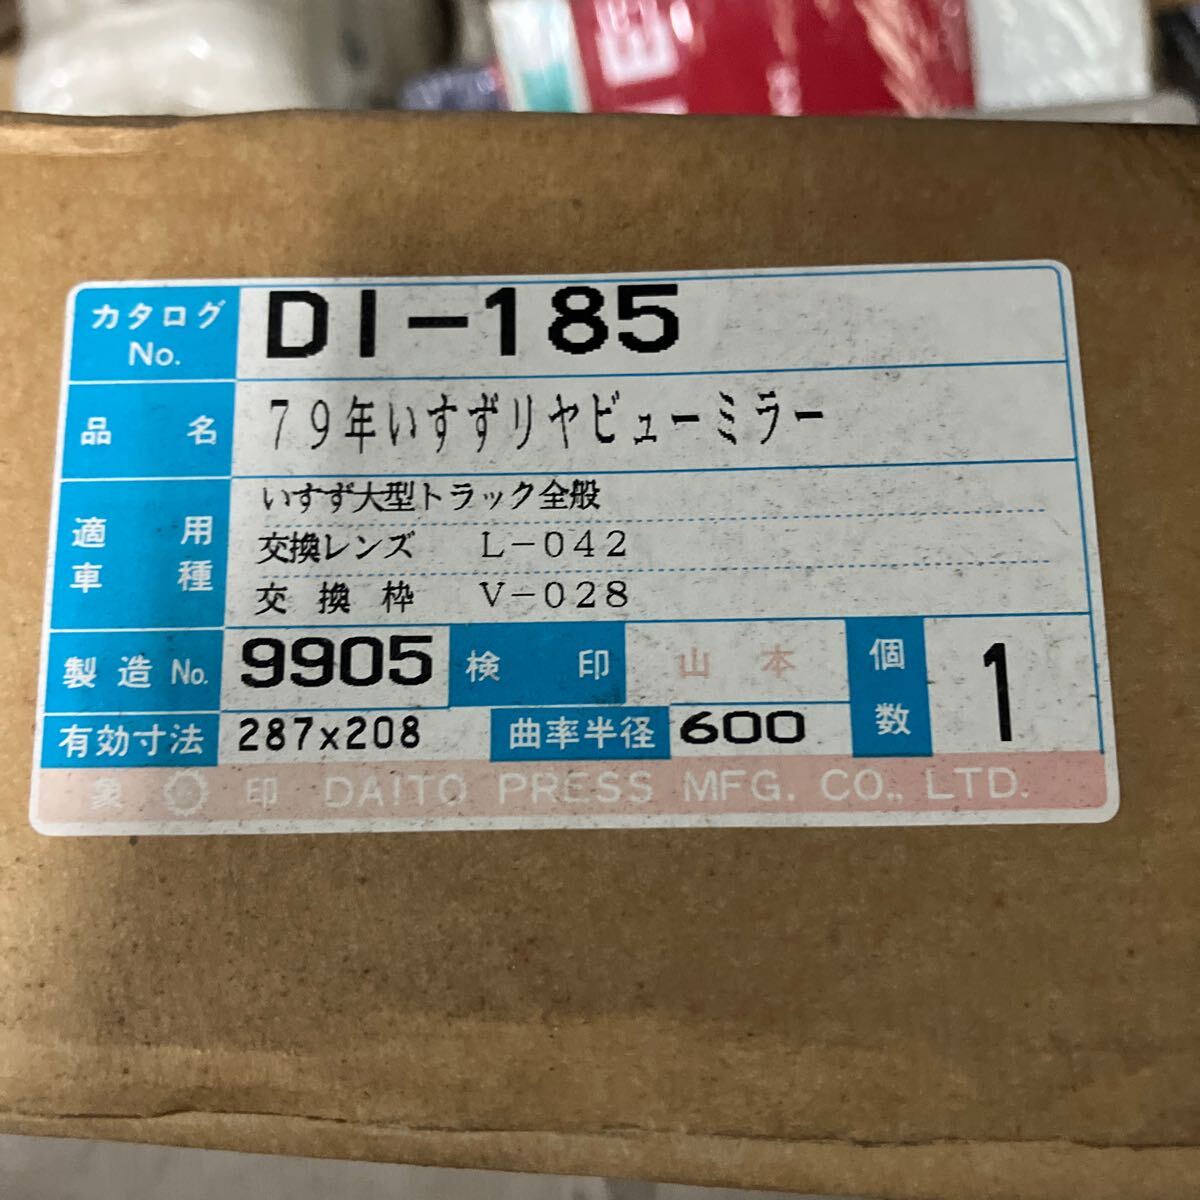 カタログ No. DI-185
品名 79年いすずリヤビューミラー
適用車種 いすず大型トラック全般
交換レンズ L-042
交換枠 V-028
製造No. 9905 検印 山本 個数 1
有効寸法 287x208 曲率半径 600
象印 DAITO PRESS MFG. CO., LTD.